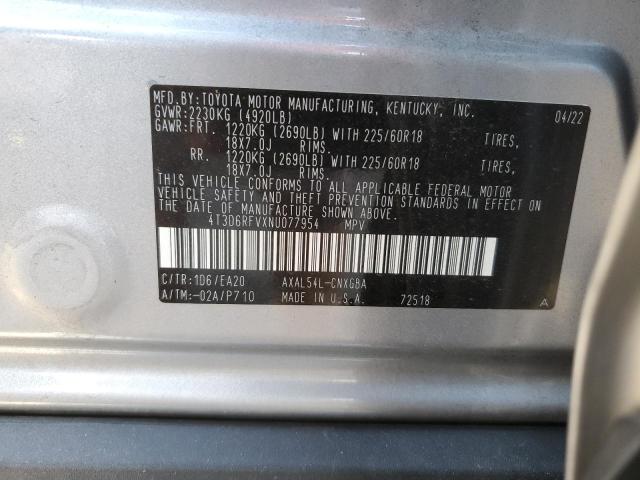 MFD.BY:TOYOTA MOTOR MANUFACTURING, KENTUCKY, INC. 04/22
GVWR:2230KG (4920LB)
GAWR:FRT. 1220KG (2690LB) WITH 225/60R18 TIRES,
18X7.0J RIMS.
RR. 1220KG (2690LB) WITH 225/60R18 TIRES,
18X7.0J RIMS.
THIS VEHICLE CONFORMS TO ALL APPLICABLE FEDERAL MOTOR
VEHICLE SAFETY AND THEFT PREVENTION STANDARDS IN EFFECT ON
THE DATE OF MANUFACTURE SHOWN ABOVE.
4T3D6RFVXNU077954 MPV
C/TR:1D6/EA20 AXAL54L-CNXGBA
A/TM:-02A/P710 MADE IN U.S.A. 72518 A